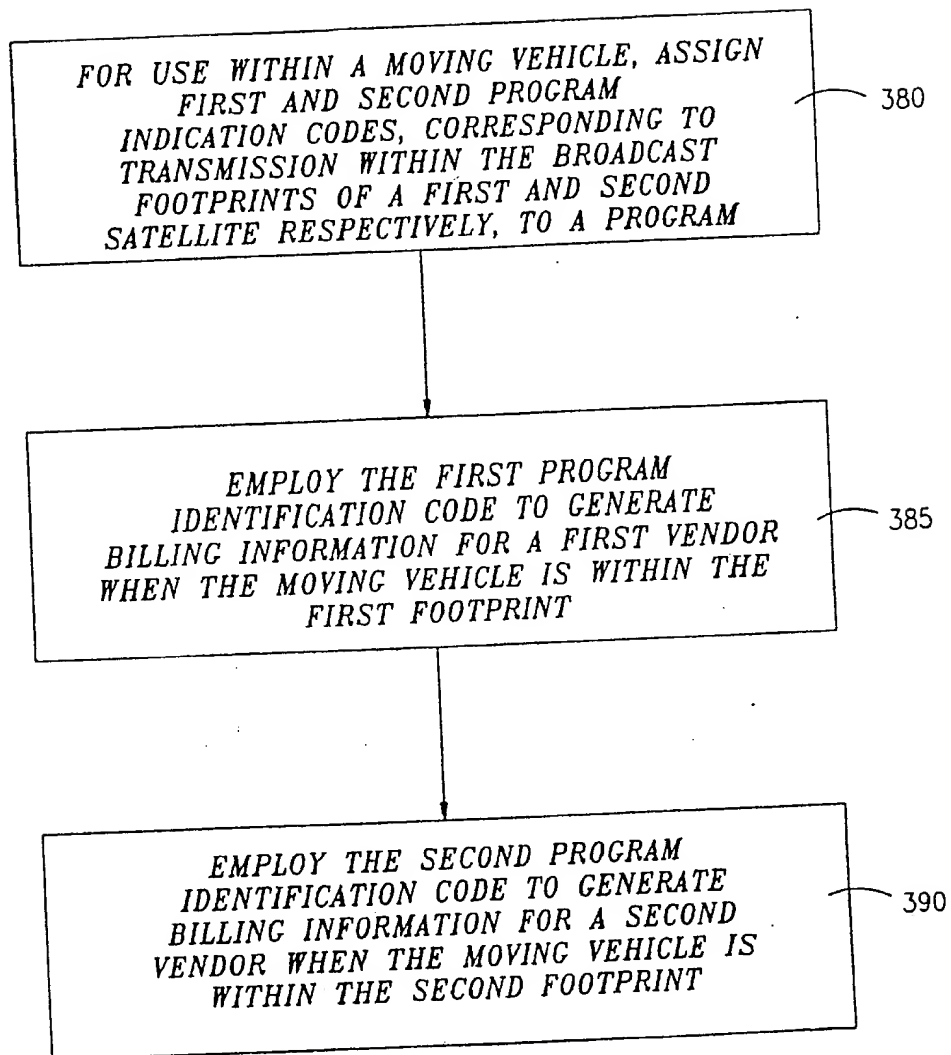 FOR USE WITHIN A MOVING VEHICLE, ASSIGN
FIRST AND SECOND PROGRAM
INDICATION CODES, CORRESPONDING TO
TRANSMISSION WITHIN THE BROADCAST
FOOTPRINTS OF A FIRST AND SECOND
SATELLITE RESPECTIVELY, TO A PROGRAM
380
EMPLOY THE FIRST PROGRAM
IDENTIFICATION CODE TO GENERATE
BILLING INFORMATION FOR A FIRST VENDOR
WHEN THE MOVING VEHICLE IS WITHIN THE
FIRST FOOTPRINT
385
EMPLOY THE SECOND PROGRAM
IDENTIFICATION CODE TO GENERATE
BILLING INFORMATION FOR A SECOND
VENDOR WHEN THE MOVING VEHICLE IS
WITHIN THE SECOND FOOTPRINT
390